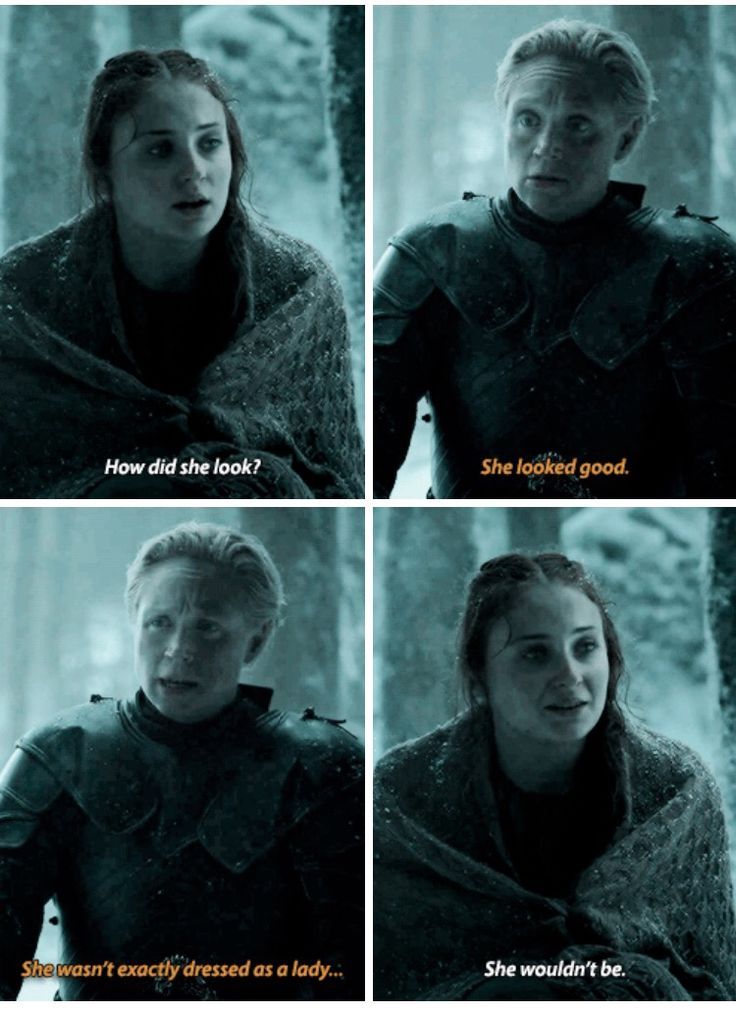 How did she look?
She looked good.
She wasn't exactly dressed as a lady...
She wouldn't be.